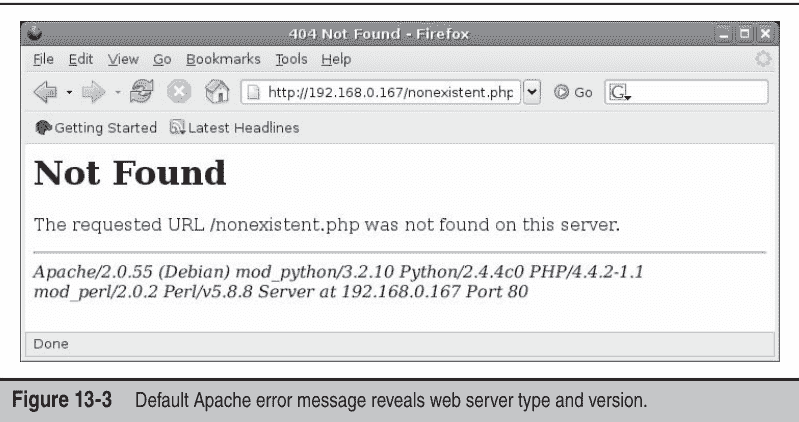 404 Not Found - Firefox
File Edit View Go Bookmarks Tools Help
http://192.168.0.167/nonexistent.php Go G
Getting Started Latest Headlines
Not Found
The requested URL /nonexistent.php was not found on this server.
Apache/2.0.55 (Debian) mod_python/3.2.10 Python/2.4.4c0 PHP/4.4.2-1.1
mod_perl/2.0.2 Perl/v5.8.8 Server at 192.168.0.167 Port 80
Done
Figure 13-3 Default Apache error message reveals web server type and version.